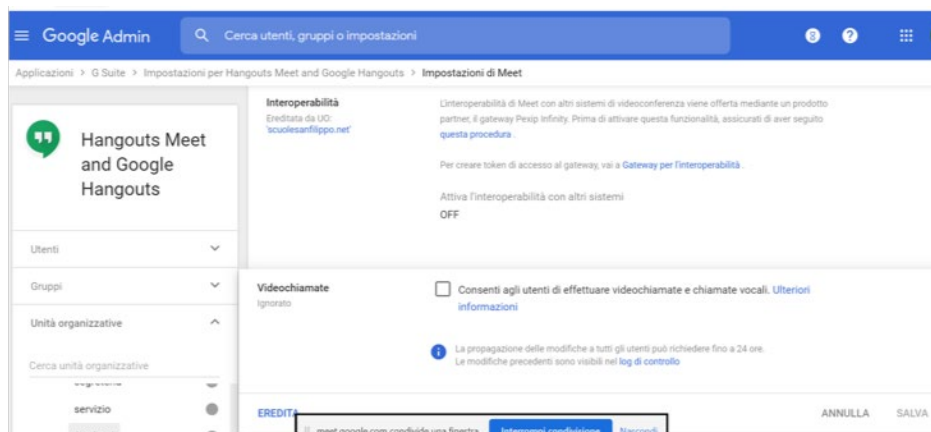 Google Admin
Cerca utenti, gruppi o impostazioni
Applicazioni > G Suite > Impostazioni per Hangouts Meet and Google Hangouts > Impostazioni di Meet
Hangouts Meet
and Google
Hangouts
Utenti
Gruppi
Unità organizzative
Cerca unità organizzative
servizio
Interoperabilità
Ereditata da UO:
'scuolesanfilippo.net'
L'interoperabilità di Meet con altri sistemi di videoconferenza viene offerta mediante un prodotto
partner, il gateway Pexip Infinity. Prima di attivare questa funzionalità, assicurati di aver seguito
questa procedura .
Per creare token di accesso al gateway, vai a Gateway per l'interoperabilità .
Attiva l'interoperabilità con altri sistemi
OFF
Videochiamate
Ignorato
Consenti agli utenti di effettuare videochiamate e chiamate vocali. Ulteriori
informazioni
La propagazione delle modifiche a tutti gli utenti può richiedere fino a 24 ore.
Le modifiche precedenti sono visibili nel log di controllo
EREDITA
ANNULLA SALVA
meet.google.com condivide una finestra. Interrompi condivisione Nascondi